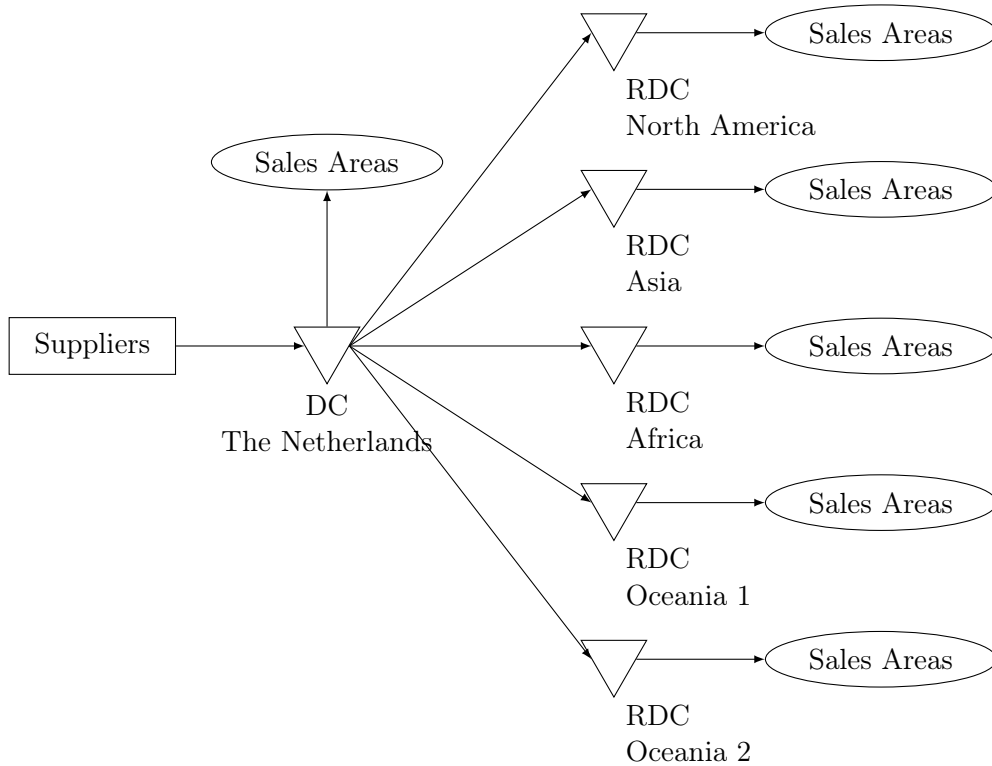 Sales Areas
RDC
North America
Sales Areas
Sales Areas
RDC
Asia
Suppliers
DC
The Netherlands
Sales Areas
RDC
Africa
Sales Areas
RDC
Oceania 1
Sales Areas
RDC
Oceania 2